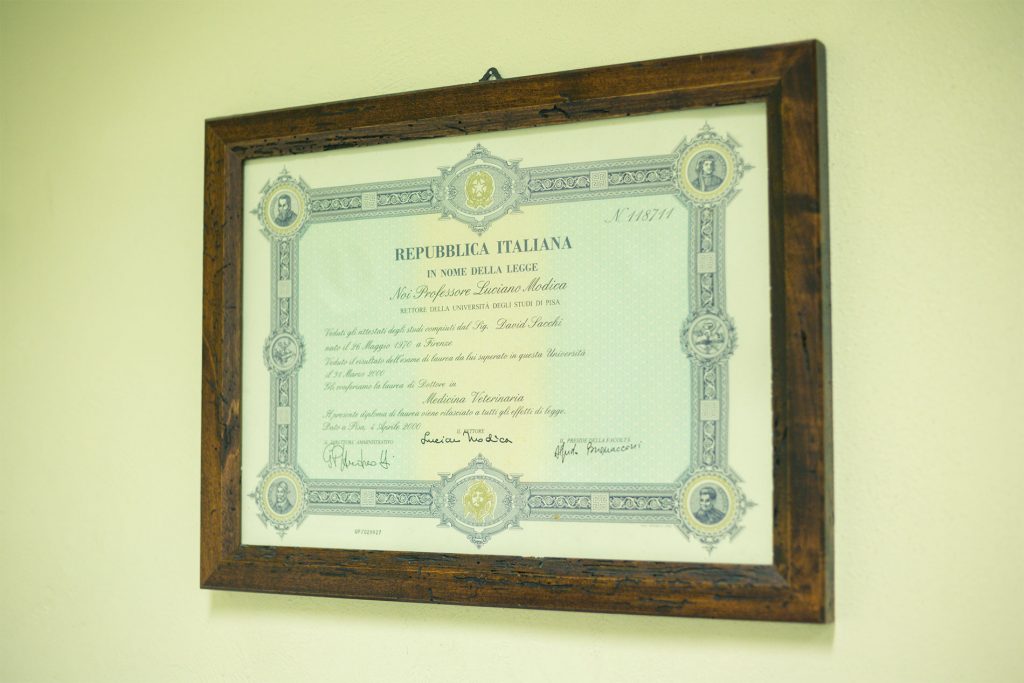 N. 118711
REPUBBLICA ITALIANA
IN NOME DELLA LEGGE
Noi Professore Luciano Modica
RETTORE DELLA UNIVERSITÀ DEGLI STUDI DI PISA
Veduti gli attestati degli studi compiuti dal Sig. David Sacchi
nato il 26 Maggio 1970 a Firenze
Veduto il risultato dell'esame di laurea da lui superato in questa Università
il Marzo 2000
Gli conferiamo la laurea di Dottore in
Medicina Veterinaria
Il presente diploma di laurea viene rilasciato a tutti gli effetti di legge.
Dato a Pisa, 4 Aprile 2000
IL DIRETTORE AMMINISTRATIVO
IL RETTORE
IL PRESIDE DELLA FACOLTÀ
Luciano Modica